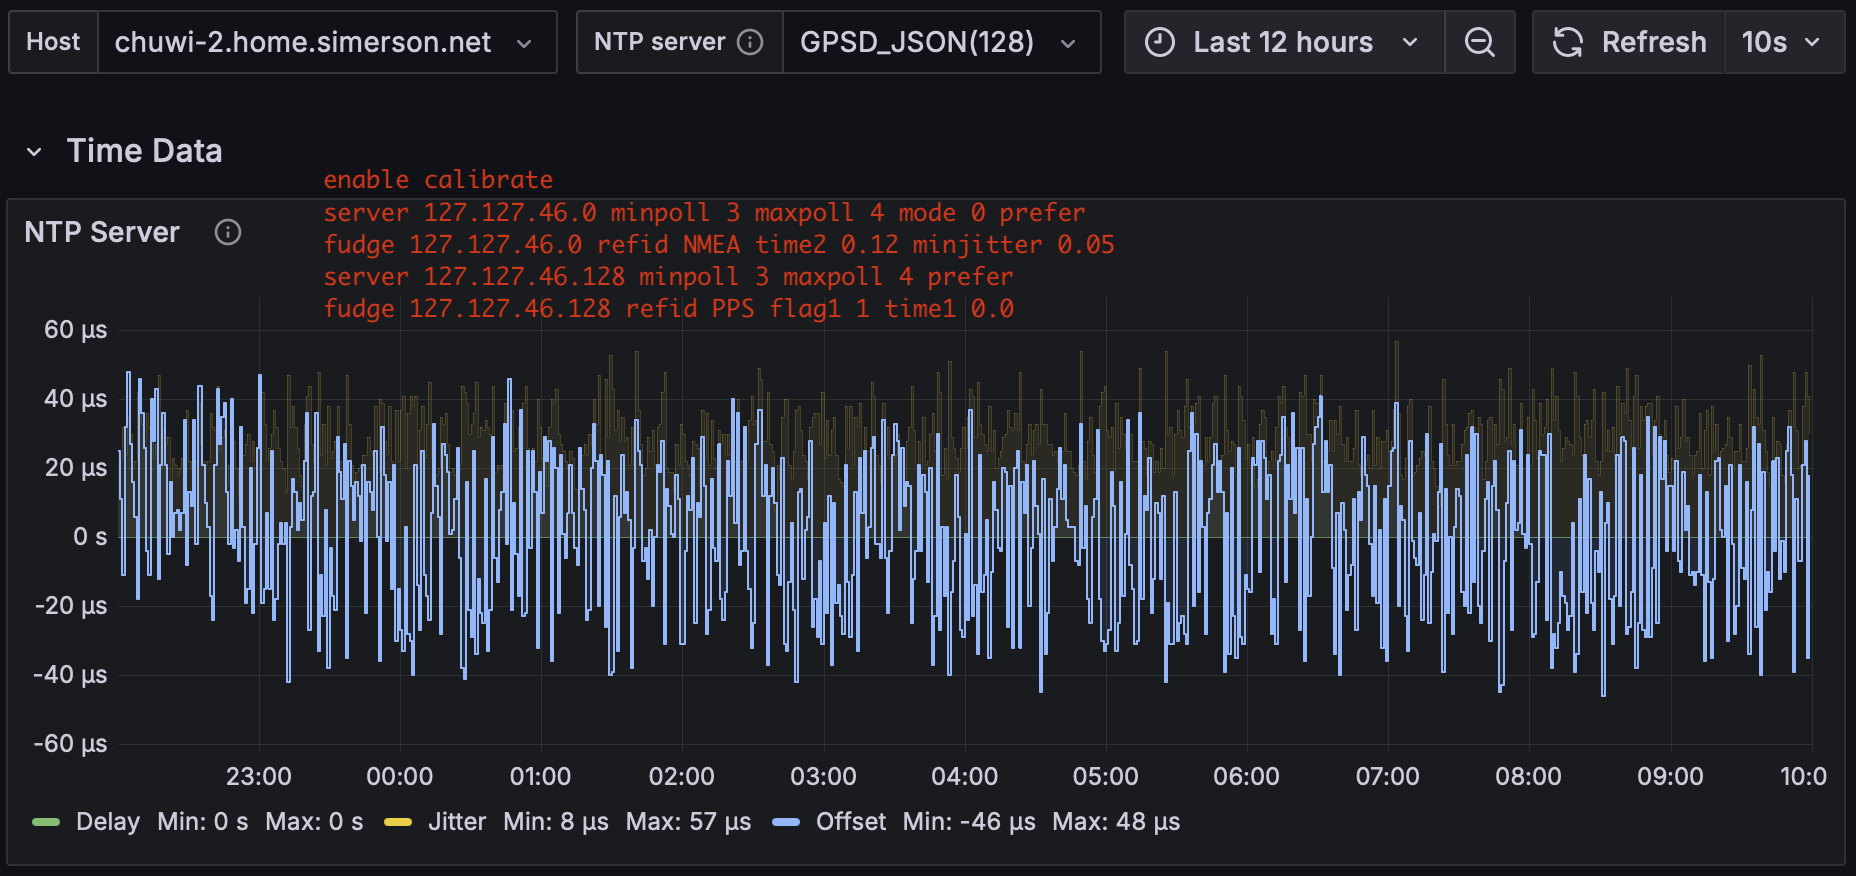 Host chuwi-2.home.simerson.net NTP server GPSD_JSON(128) Last 12 hours Refresh 10s
Time Data
enable calibrate
server 127.127.46.0 minpoll 3 maxpoll 4 mode 0 prefer
NTP Server
fudge 127.127.46.0 refid NMEA time2 0.12 minjitter 0.05
server 127.127.46.128 minpoll 3 maxpoll 4 prefer
fudge 127.127.46.128 refid PPS flag1 1 time1 0.0
60 µs
40 µs
20 µs
0 s
-20 µs
-40 µs
-60 µs
23:00 00:00 01:00 02:00 03:00 04:00 05:00 06:00 07:00 08:00 09:00 10:0
Delay Min: 0 s Max: 0 s Jitter Min: 8 µs Max: 57 µs Offset Min: -46 µs Max: 48 µs